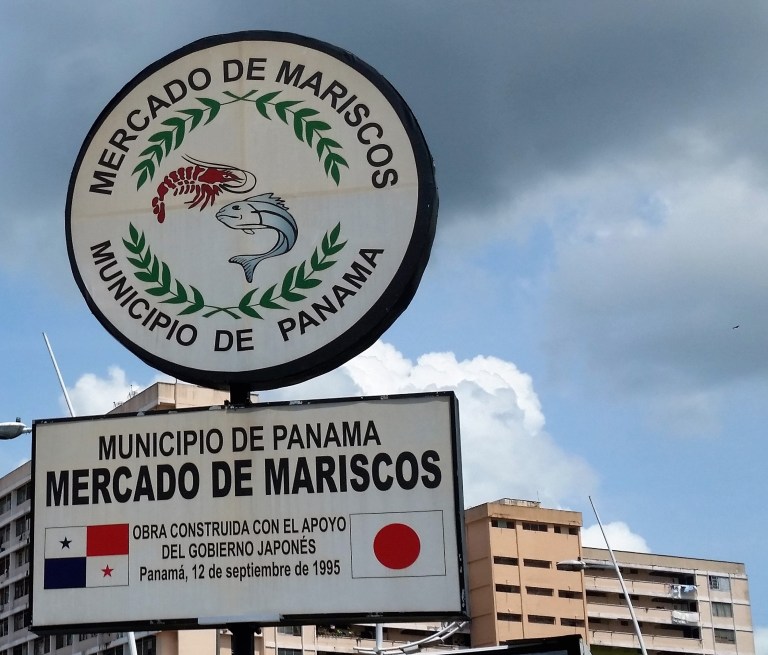 MERCADO DE MARISCOS
MUNICIPIO DE PANAMA
MUNICIPIO DE PANAMA
MERCADO DE MARISCOS
OBRA CONSTRUIDA CON EL APOYO
DEL GOBIERNO JAPONÉS
Panamá, 12 de septiembre de 1995